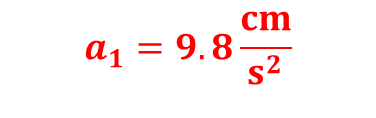 a₁ = 9.8 cm/s²